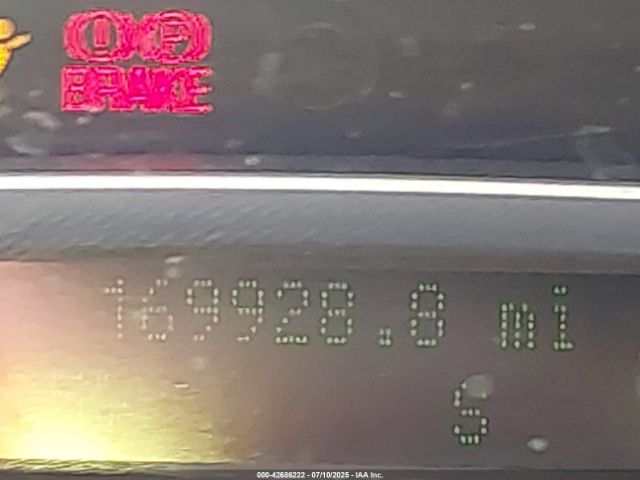 BRAKE
169928.8 mi
S
000-42686222 - 07/10/2025 - IAA Inc.